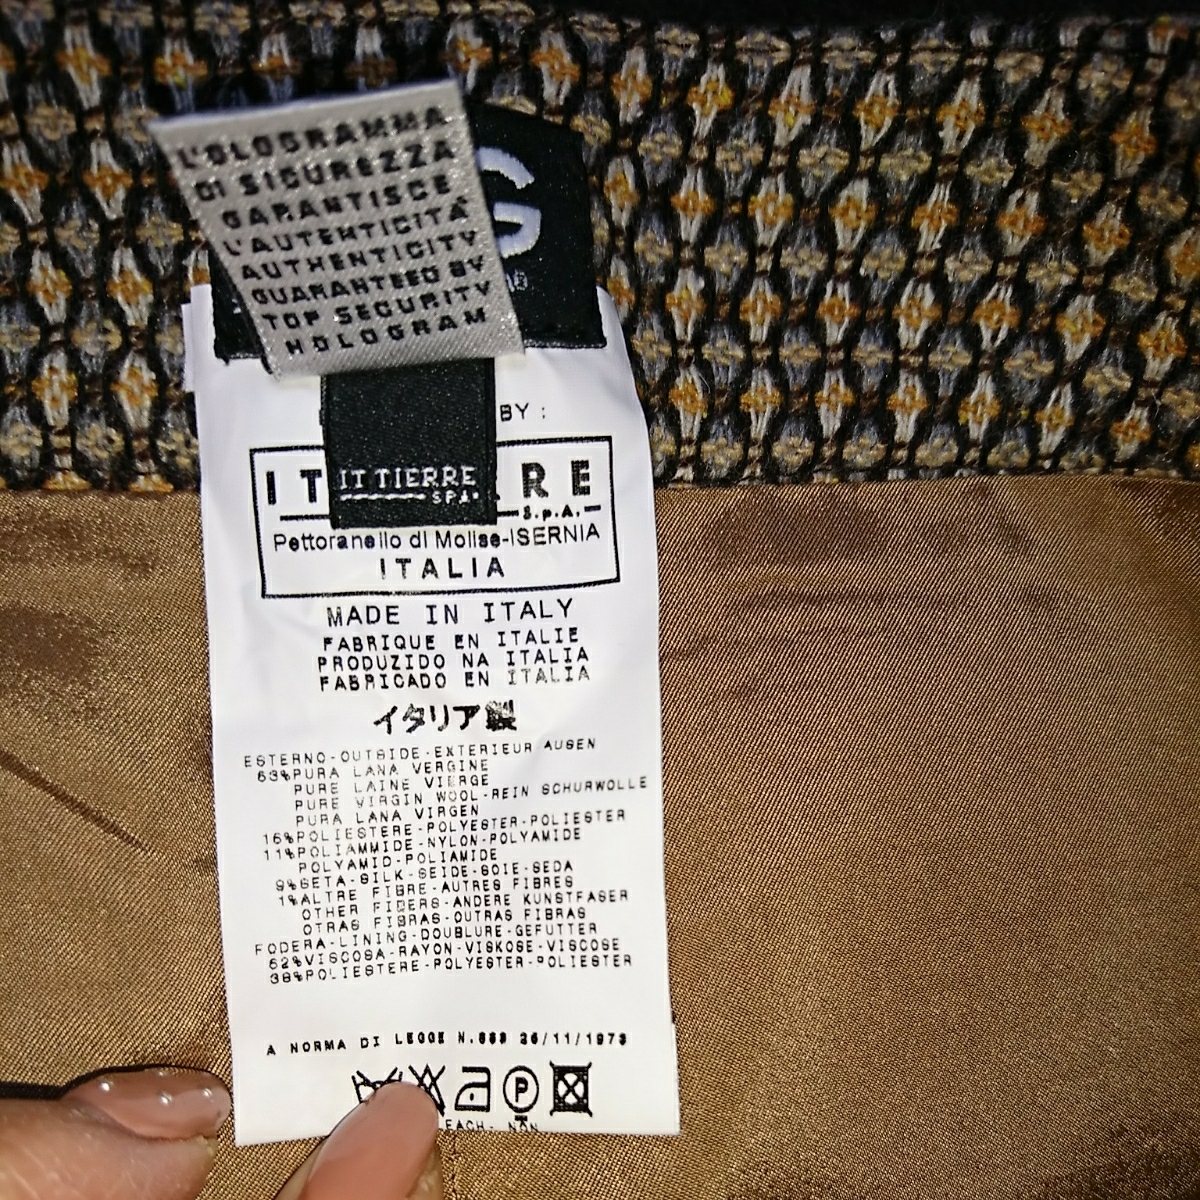 L'OLOGRAMMA
DI SICUREZZA
GARANTISCE
L'AUTENTICITÀ
AUTHENTICITY
GUARANTEED BY
TOP SECURITY
HOLOGRAM
G
BY :
IT TIERRE
SPA
IT RE
S.p.A.
Pettoranello di Molise-ISERNIA
ITALIA
MADE IN ITALY
FABRIQUE EN ITALIE
PRODUZIDO NA ITALIA
FABRICADO EN ITALIA
イタリア製
ESTERNO-OUTSIDE-EXTERIEUR AUSEN
63%PURA LANA VERGINE
PURE LAINE VIERGE
PURE VIRGIN WOOL-REIN SCHURWOLLE
PURA LANA VIRGEN
16%POLIESTERE-POLYESTER-POLIESTER
11%POLIAMMIDE-NYLON-POLYAMIDE
POLYAMID-POLIAMIDE
9%SETA-SILK-SEIDE-SOIE-SEDA
1%ALTRE FIBRE-AUTRES FIBRES
OTHER FIBERS-ANDERE KUNSTFASER
OTRAS FIBRAS-OUTRAS FIBRAS
FODERA-LINING-DOUBLURE-GEFUTTER
62%VISCOSA-RAYON-VISKOSE-VISCOSE
38%POLIESTERE-POLYESTER-POLIESTER
A NORMA DI LEGGE N.883 26/11/1973
P
EACH- NON